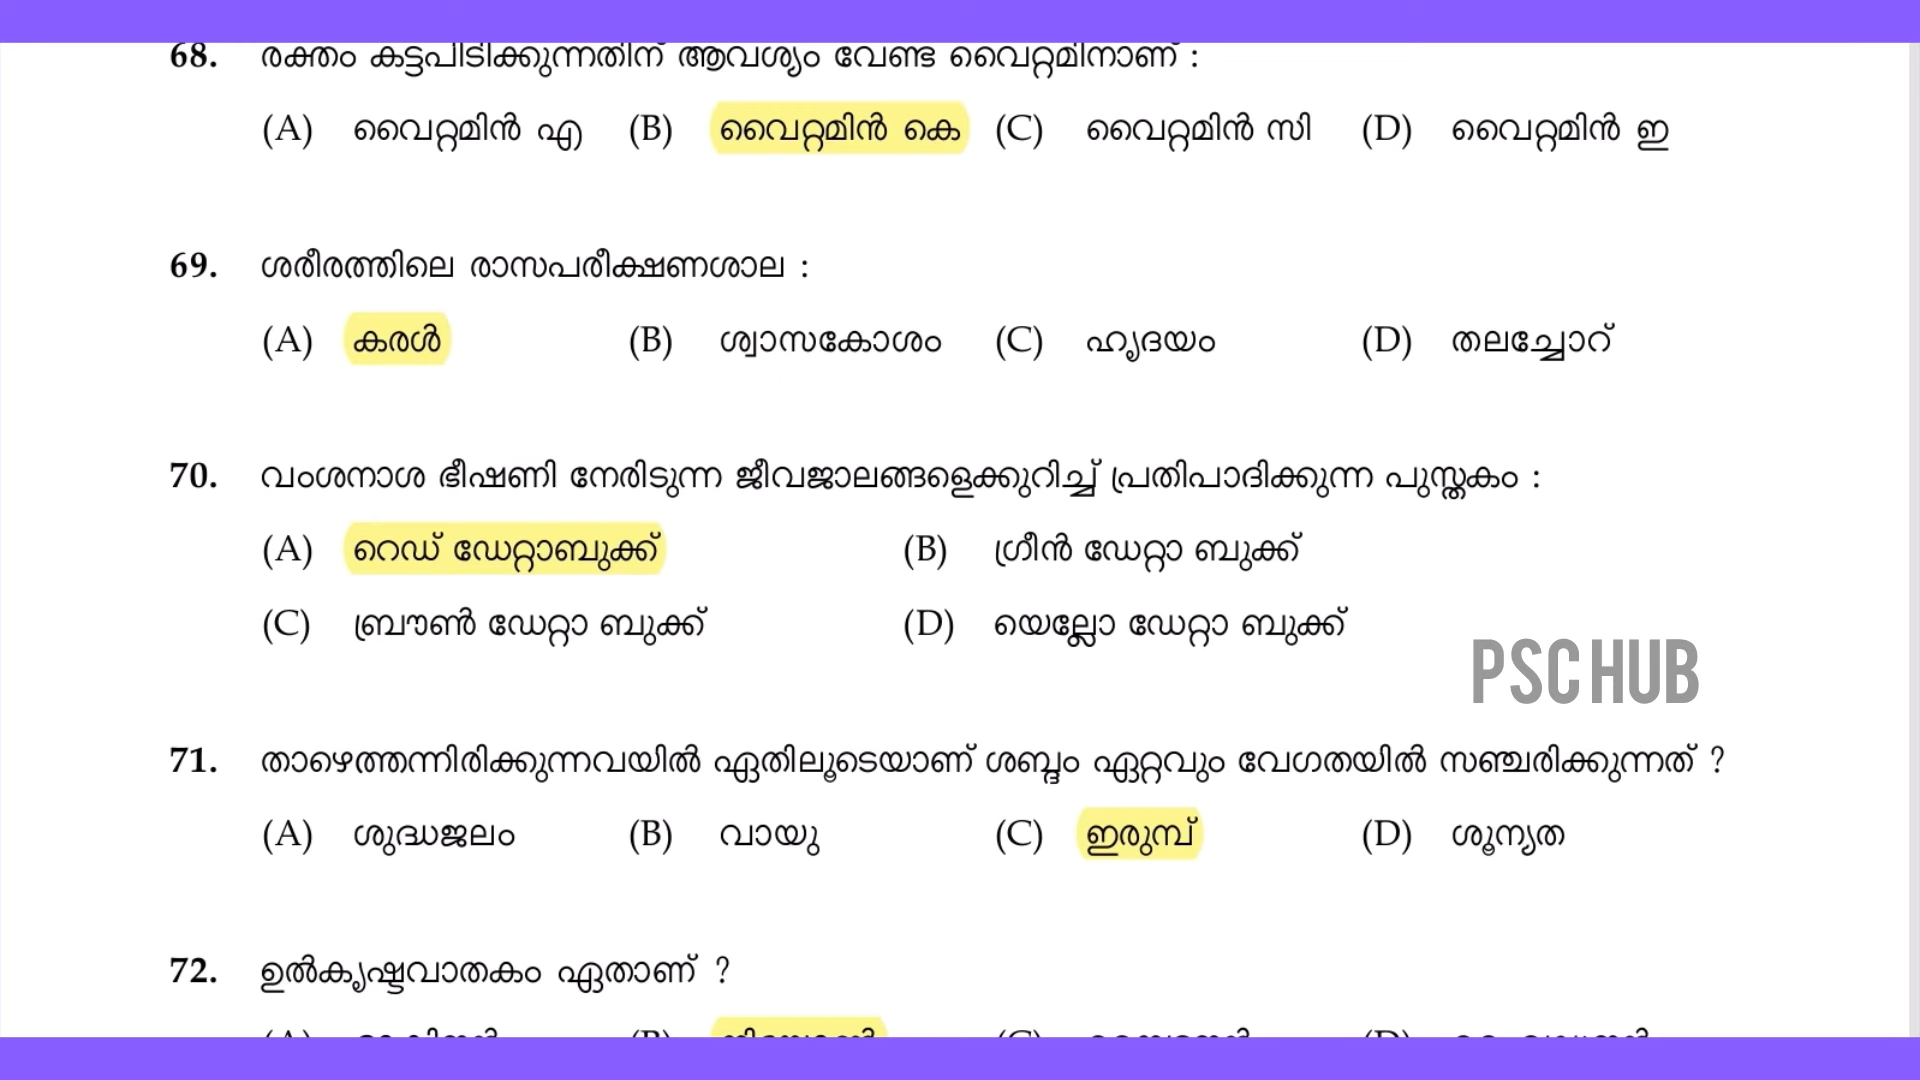 68. രക്തം കട്ടപിടിക്കുന്നതിന് ആവശ്യം വേണ്ട വൈറ്റമിനാണ് :
(A) വൈറ്റമിൻ എ (B) വൈറ്റമിൻ കെ (C) വൈറ്റമിൻ സി (D) വൈറ്റമിൻ ഇ
69. ശരീരത്തിലെ രാസപരീക്ഷണശാല :
(A) കരൾ (B) ശ്വാസകോശം (C) ഹൃദയം (D) തലച്ചോറ്
70. വംശനാശ ഭീഷണി നേരിടുന്ന ജീവജാലങ്ങളെക്കുറിച്ച് പ്രതിപാദിക്കുന്ന പുസ്തകം :
(A) റെഡ് ഡേറ്റാബുക്ക് (B) ഗ്രീൻ ഡേറ്റാ ബുക്ക്
(C) ബ്രൗൺ ഡേറ്റാ ബുക്ക് (D) യെല്ലോ ഡേറ്റാ ബുക്ക്
PSC HUB
71. താഴെത്തന്നിരിക്കുന്നവയിൽ ഏതിലൂടെയാണ് ശബ്ദം ഏറ്റവും വേഗതയിൽ സഞ്ചരിക്കുന്നത് ?
(A) ശുദ്ധജലം (B) വായു (C) ഇരുമ്പ് (D) ശൂന്യത
72. ഉൽകൃഷ്ടവാതകം ഏതാണ് ?
(A) (B) (C) (D)